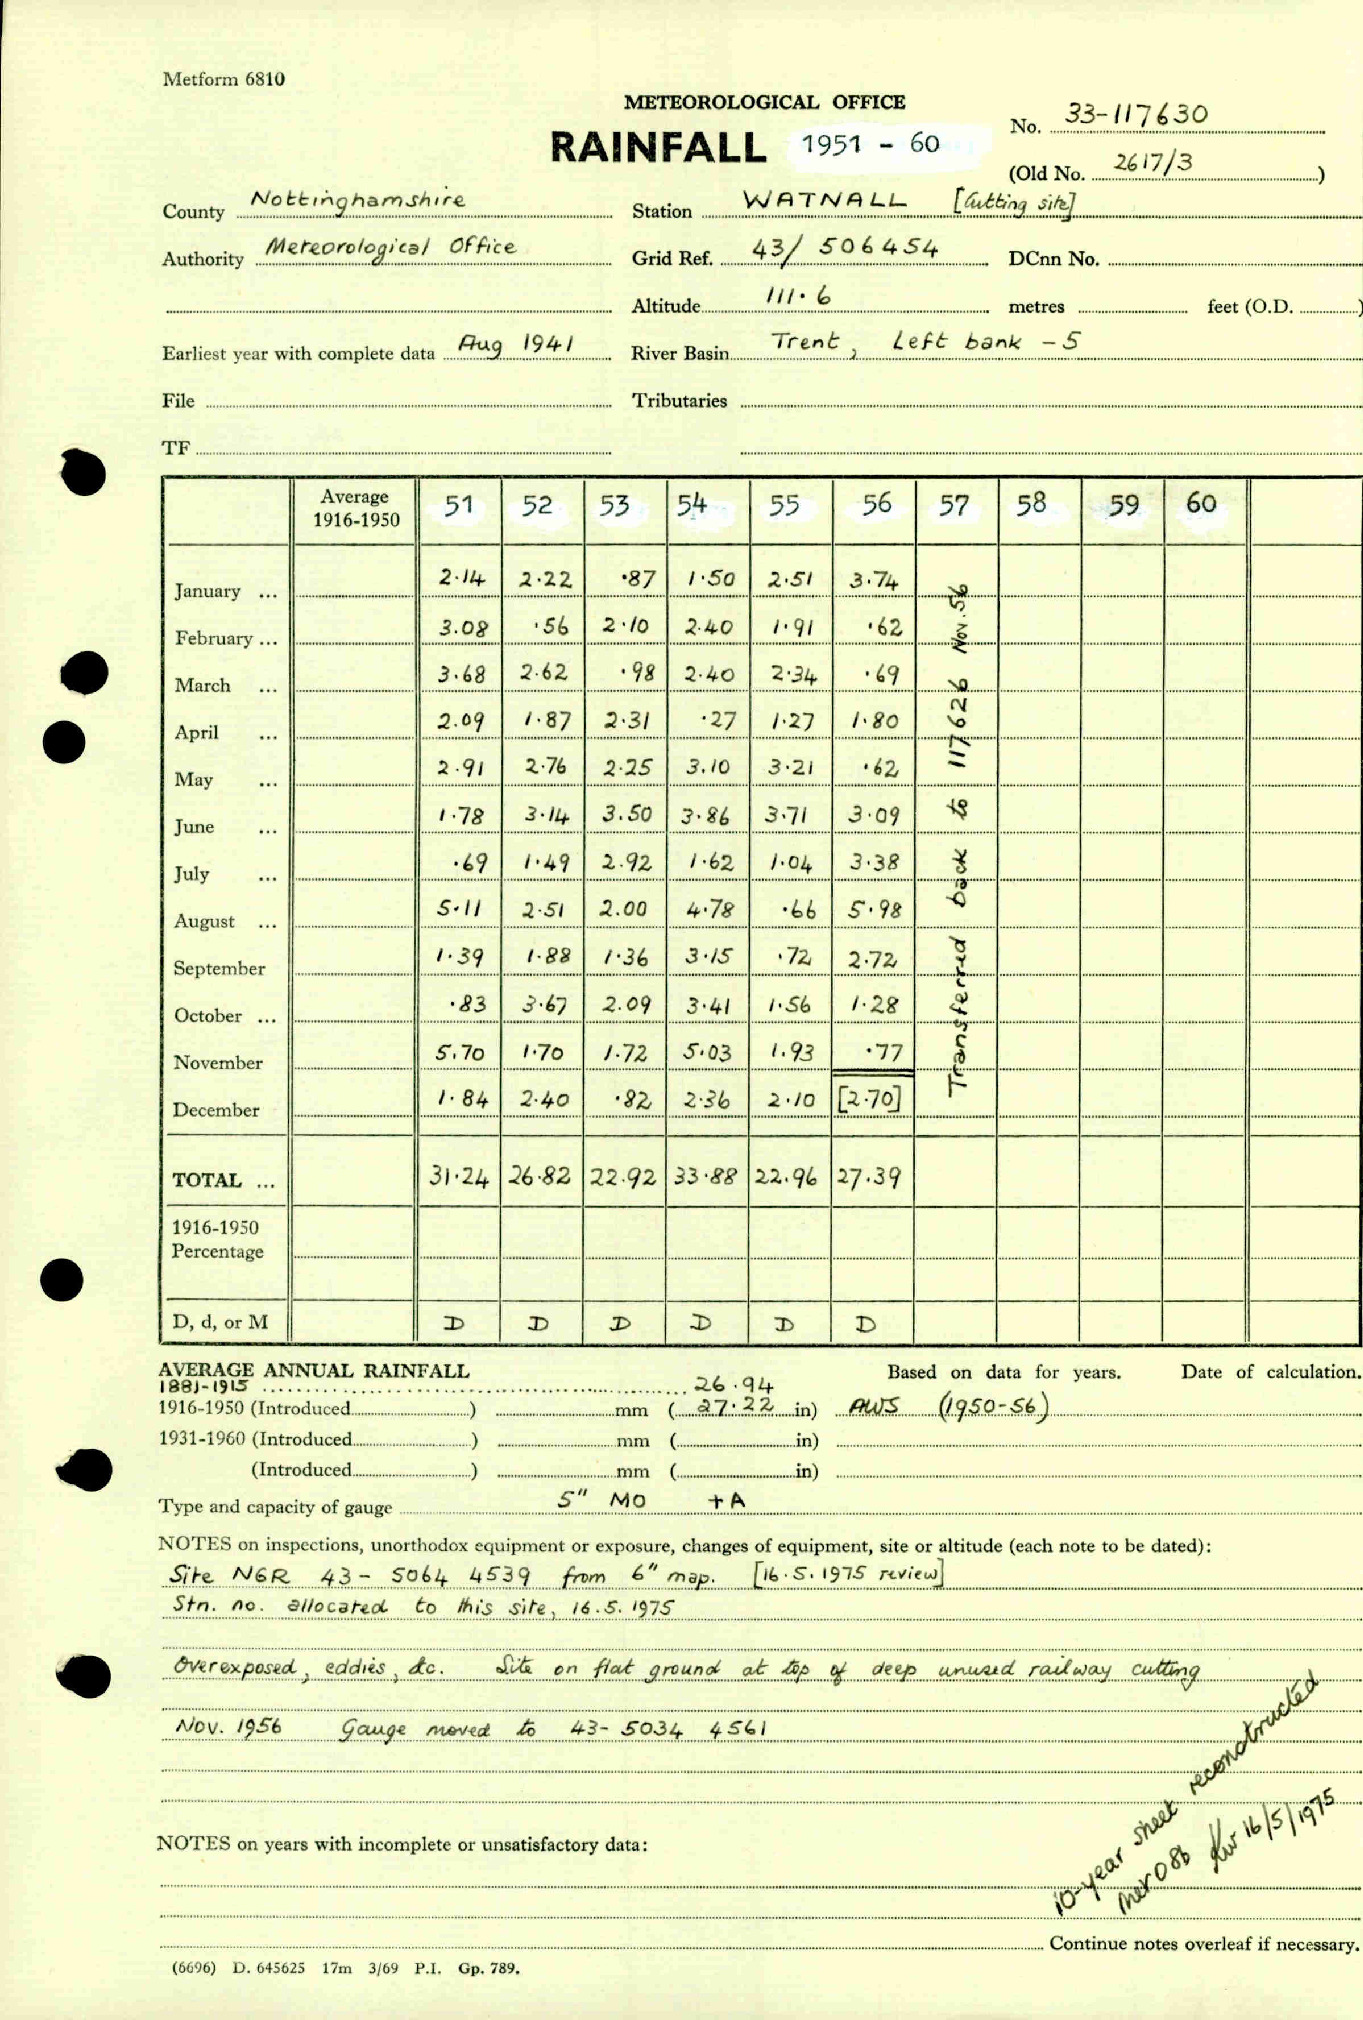 Metform 6810
METEOROLOGICAL OFFICE
RAINFALL 1951 - 60
No. 33-117630
(Old No. 2617/3 )
County Nottinghamshire Station WATNALL [Cutting site]
Authority Meteorological Office Grid Ref. 43/ 506454 DCnn No.
Altitude 111.6 metres feet (O.D. )
Earliest year with complete data Aug 1941 River Basin Trent, Left bank - 5
File Tributaries
TF
Average 1916-1950 51 52 53 54 55 56 57 58 59 60
January ... 2.14 2.22 .87 1.50 2.51 3.74
February ... 3.08 .56 2.10 2.40 1.91 .62
March ... 3.68 2.62 .98 2.40 2.34 .69
April ... 2.09 1.87 2.31 .27 1.27 1.80
May ... 2.91 2.76 2.25 3.10 3.21 .62
June ... 1.78 3.14 3.50 3.86 3.71 3.09
July ... .69 1.49 2.92 1.62 1.04 3.38
August ... 5.11 2.51 2.00 4.78 .66 5.98
September 1.39 1.88 1.36 3.15 .72 2.72
October ... .83 3.67 2.09 3.41 1.56 1.28
November 5.70 1.70 1.72 5.03 1.93 .77
December 1.84 2.40 .82 2.36 2.10 [2.70]
Transferred back to 117626 Nov.56
TOTAL ... 31.24 26.82 22.92 33.88 22.96 27.39
1916-1950
Percentage
D, d, or M D D D D D D
AVERAGE ANNUAL RAINFALL Based on data for years. Date of calculation.
1881-1915 26.94
1916-1950 (Introduced ) mm ( 27.22 in) AWS (1950-56)
1931-1960 (Introduced ) mm ( in)
(Introduced ) mm ( in)
Type and capacity of gauge 5" MO + A
NOTES on inspections, unorthodox equipment or exposure, changes of equipment, site or altitude (each note to be dated):
Site NGR 43 - 5064 4539 from 6" map. [16.5.1975 review]
Stn. no. allocated to this site, 16.5.1975
Overexposed, eddies, &c. Site on flat ground at top of deep unused railway cutting
Nov. 1956 Gauge moved to 43- 5034 4561
10-year sheet reconstructed
Met O 8b KW 16/5/1975
NOTES on years with incomplete or unsatisfactory data:
Continue notes overleaf if necessary.
(6696) D. 645625 17m 3/69 P.I. Gp. 789.